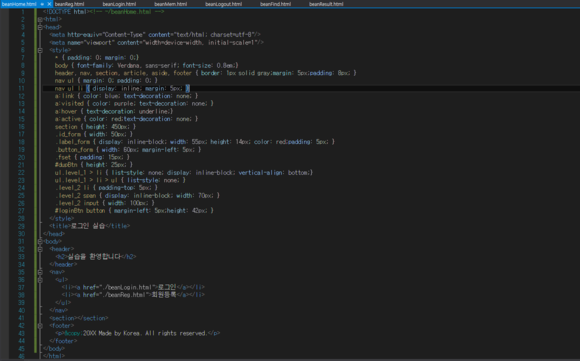 beanHome.html beanReg.html beanLogin.html beanMem.html beanLogout.html beanFind.html beanResult.html
1 <!DOCTYPE html><!-- /beanHome.html -->
2 <html>
3 <head>
4 <meta http-equiv="Content-Type" content="text/html; charset=utf-8"/>
5 <meta name="viewport" content="width=device-width, initial-scale=1"/>
6 <style>
7 * { padding: 0; margin: 0;}
8 body { font-family: Verdana, sans-serif; font-size: 0.8em;}
9 header, nav, section, article, aside, footer { border: 1px solid gray;margin: 5px;padding: 8px; }
10 nav ul { margin: 0; padding: 0; }
11 nav ul li { display: inline; margin: 5px; }
12 a:link { color: blue; text-decoration: none; }
13 a:visited { color: purple; text-decoration: none; }
14 a:hover { text-decoration: underline;}
15 a:active { color: red;text-decoration: none; }
16 section { height: 450px; }
17 .id_form { width: 50px; }
18 .label_form { display: inline-block; width: 55px; height: 14px; color: red;padding: 5px; }
19 .button_form { width: 60px; margin-left: 5px; }
20 .fset { padding: 15px; }
21 #dupBtn { height: 25px; }
22 ul.level_1 > li { list-style: none; display: inline-block; vertical-align: bottom;}
23 ul.level_1 > li > ul { list-style: none; }
24 .level_2 li { padding-top: 5px; }
25 .level_2 span { display: inline-block; width: 70px; }
26 .level_2 input { width: 100px; }
27 #loginBtn button { margin-left: 5px;height: 42px; }
28 </style>
29 <title>로그인 실습</title>
30 </head>
31 <body>
32 <header>
33 <h2>실습을 환영합니다</h2>
34 </header>
35 <nav>
36 <ul>
37 <li><a href="./beanLogin.html">로그인</a></li>
38 <li><a href="./beanReg.html">회원등록</a></li>
39 </ul>
40 </nav>
41 <section></section>
42 <footer>
43 <p>&copy;20XX Made by Korea. All rights reserved.</p>
44 </footer>
45 </body>
46 </html>